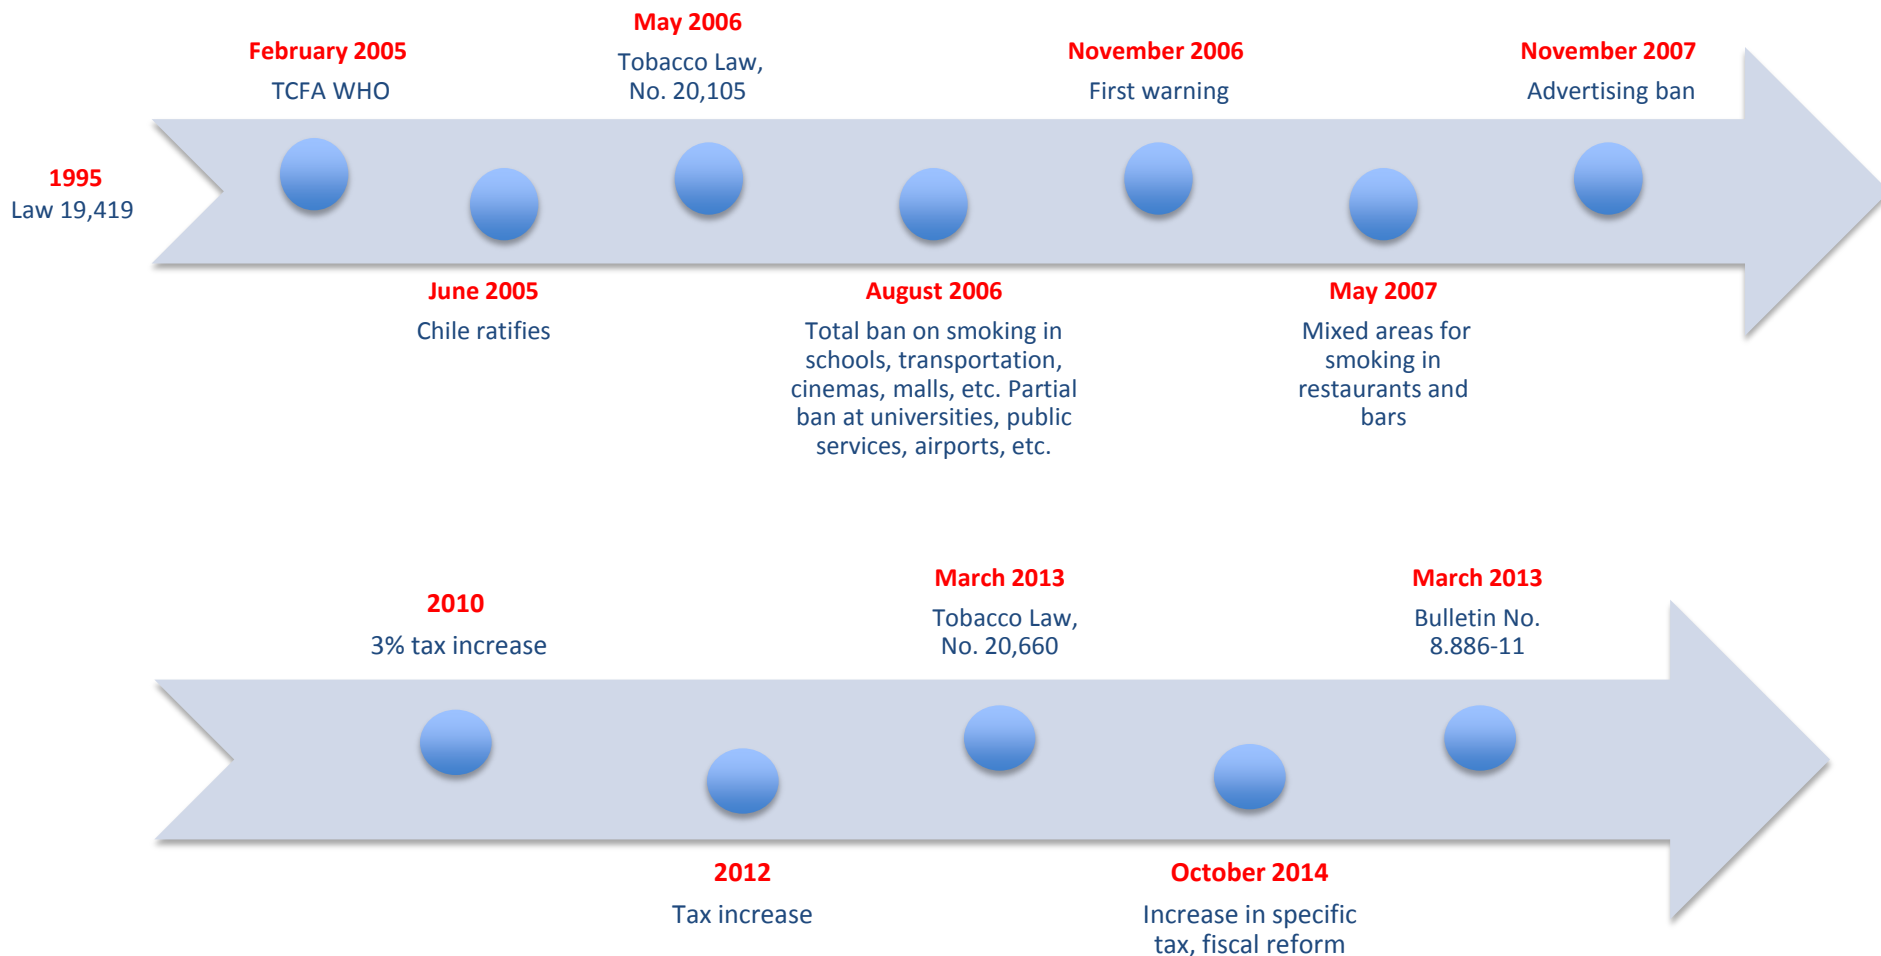 1995
Law 19,419
February 2005
TCFA WHO
June 2005
Chile ratifies
May 2006
Tobacco Law,
No. 20,105
August 2006
Total ban on smoking in
schools, transportation,
cinemas, malls, etc. Partial
ban at universities, public
services, airports, etc.
November 2006
First warning
May 2007
Mixed areas for
smoking in
restaurants and
bars
November 2007
Advertising ban
2010
3% tax increase
2012
Tax increase
March 2013
Tobacco Law,
No. 20,660
October 2014
Increase in specific
tax, fiscal reform
March 2013
Bulletin No.
8.886-11